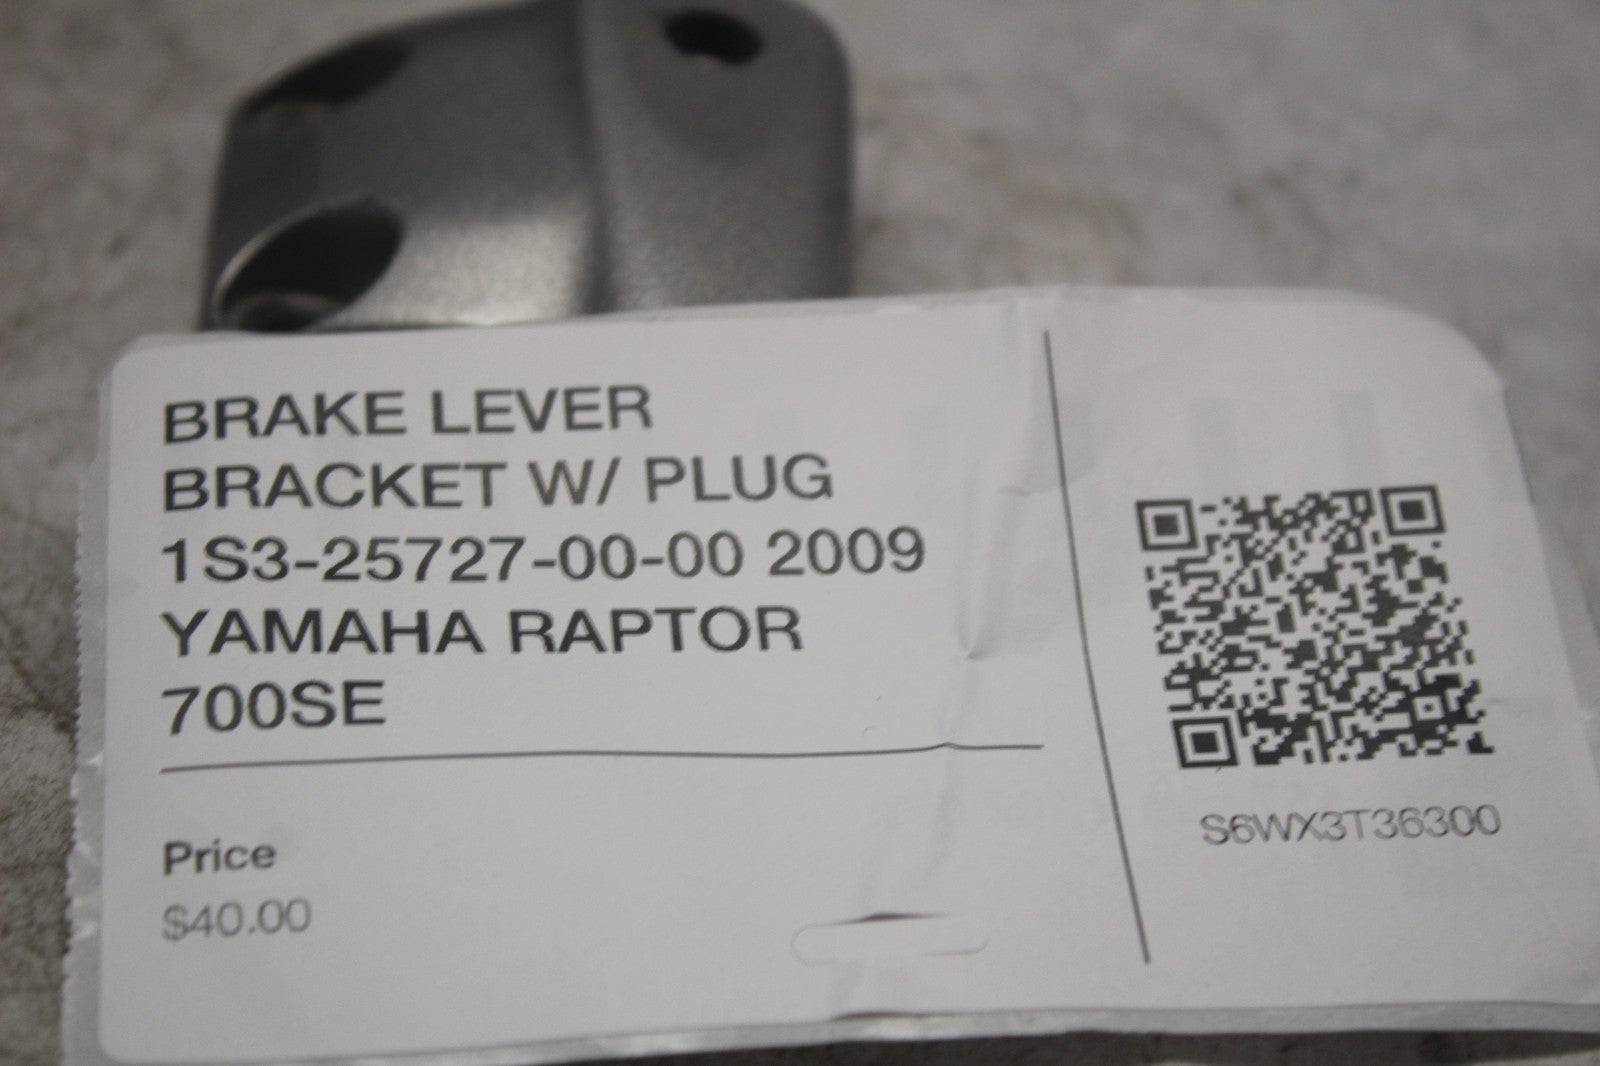 BRAKE LEVER
BRACKET W/ PLUG
1S3-25727-00-00 2009
YAMAHA RAPTOR
700SE
Price
$40.00
S6WX3T36300